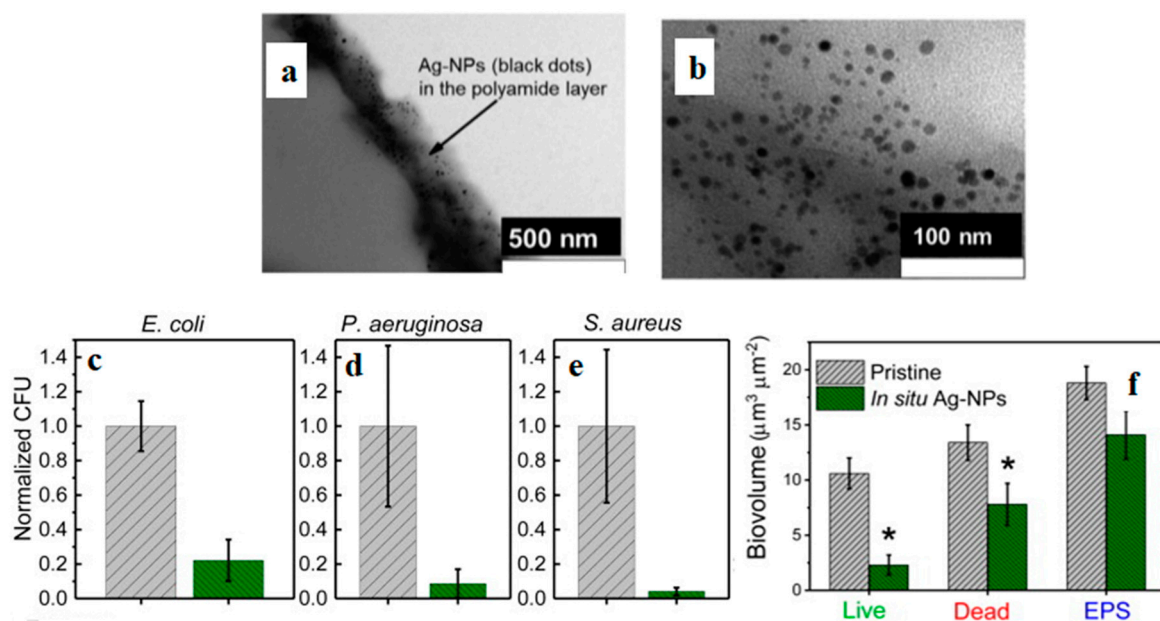 a
Ag-NPs (black dots)
in the polyamide layer
500 nm
b
100 nm
E. coli
P. aeruginosa
S. aureus
c
d
e
f
Normalized CFU
1.4
1.2
1.0
0.8
0.6
0.4
0.2
0.0
1.4
1.2
1.0
0.8
0.6
0.4
0.2
0.0
1.4
1.2
1.0
0.8
0.6
0.4
0.2
0.0
Biovolume (µm³ µm⁻²)
20
15
10
5
0
Pristine
In situ Ag-NPs
*
*
Live
Dead
EPS